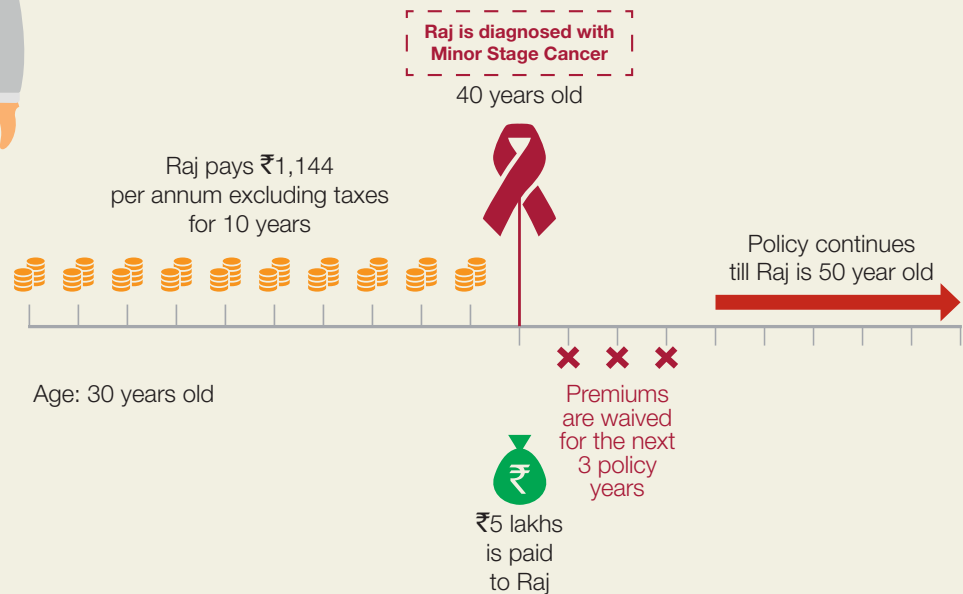 Raj is diagnosed with
Minor Stage Cancer
40 years old
Raj pays ₹1,144
per annum excluding taxes
for 10 years
Policy continues
till Raj is 50 year old
Age: 30 years old
Premiums
are waived
for the next
3 policy
years
₹
₹5 lakhs
is paid
to Raj